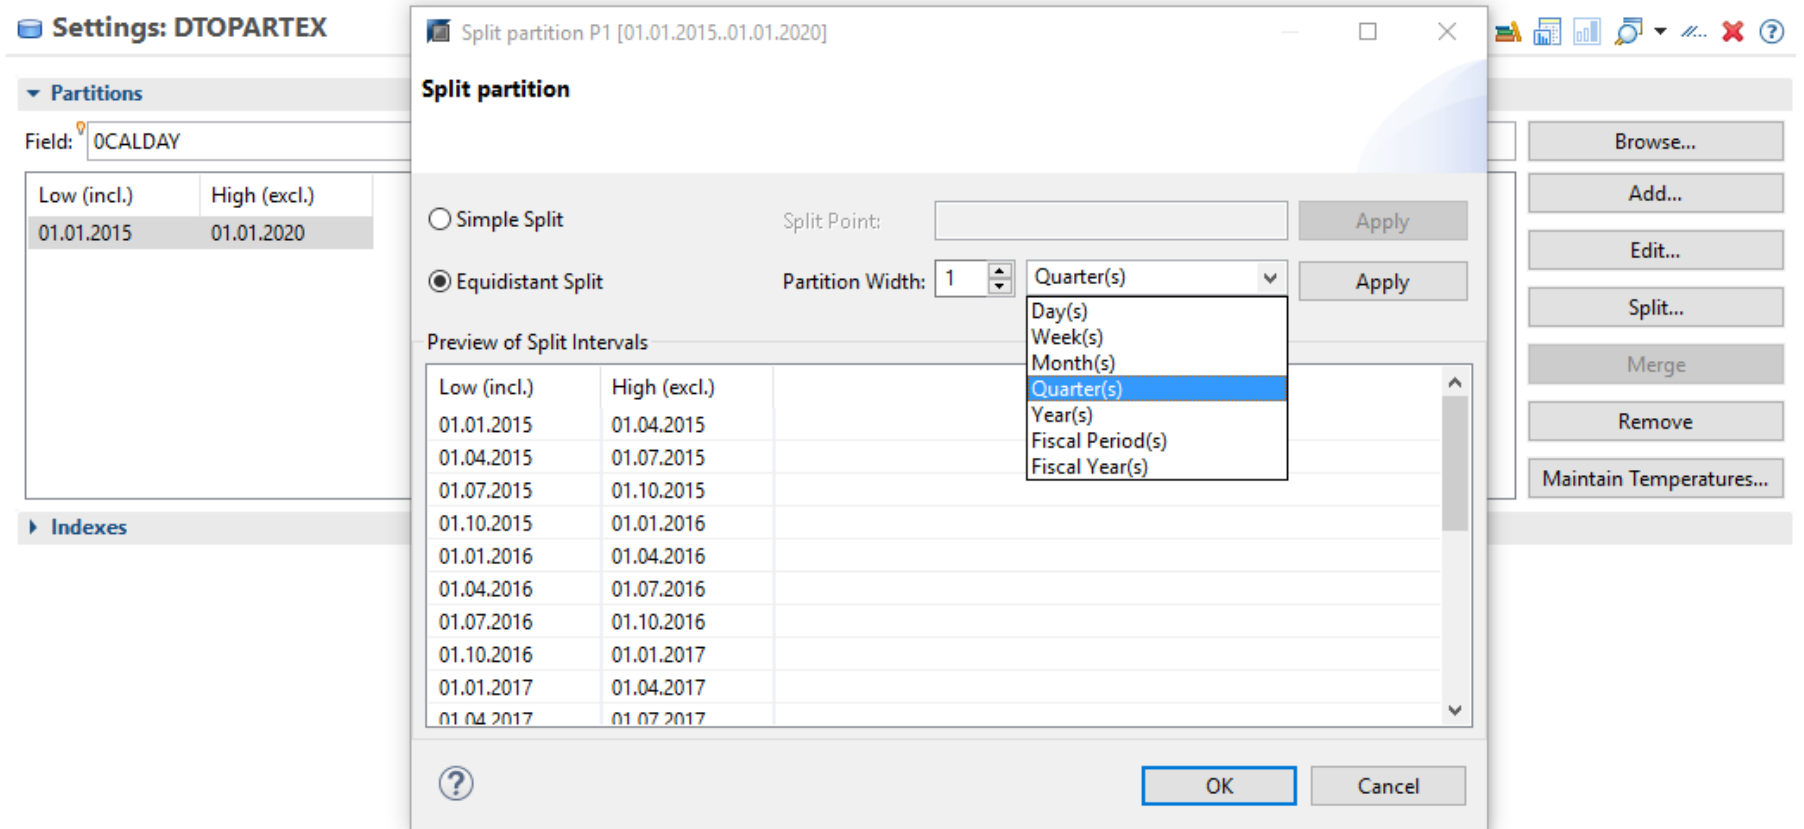 Settings: DTOPARTEX
Partitions
Field: 0CALDAY
Low (incl.) High (excl.)
01.01.2015 01.01.2020
Indexes
Split partition P1 [01.01.2015..01.01.2020]
Split partition
Simple Split Split Point: Apply
Equidistant Split Partition Width: 1 Quarter(s) Apply
Day(s)
Week(s)
Month(s)
Quarter(s)
Year(s)
Fiscal Period(s)
Fiscal Year(s)
Preview of Split Intervals
Low (incl.) High (excl.)
01.01.2015 01.04.2015
01.04.2015 01.07.2015
01.07.2015 01.10.2015
01.10.2015 01.01.2016
01.01.2016 01.04.2016
01.04.2016 01.07.2016
01.07.2016 01.10.2016
01.10.2016 01.01.2017
01.01.2017 01.04.2017
01.04.2017 01.07.2017
? OK Cancel
?
Browse...
Add...
Edit...
Split...
Merge
Remove
Maintain Temperatures...